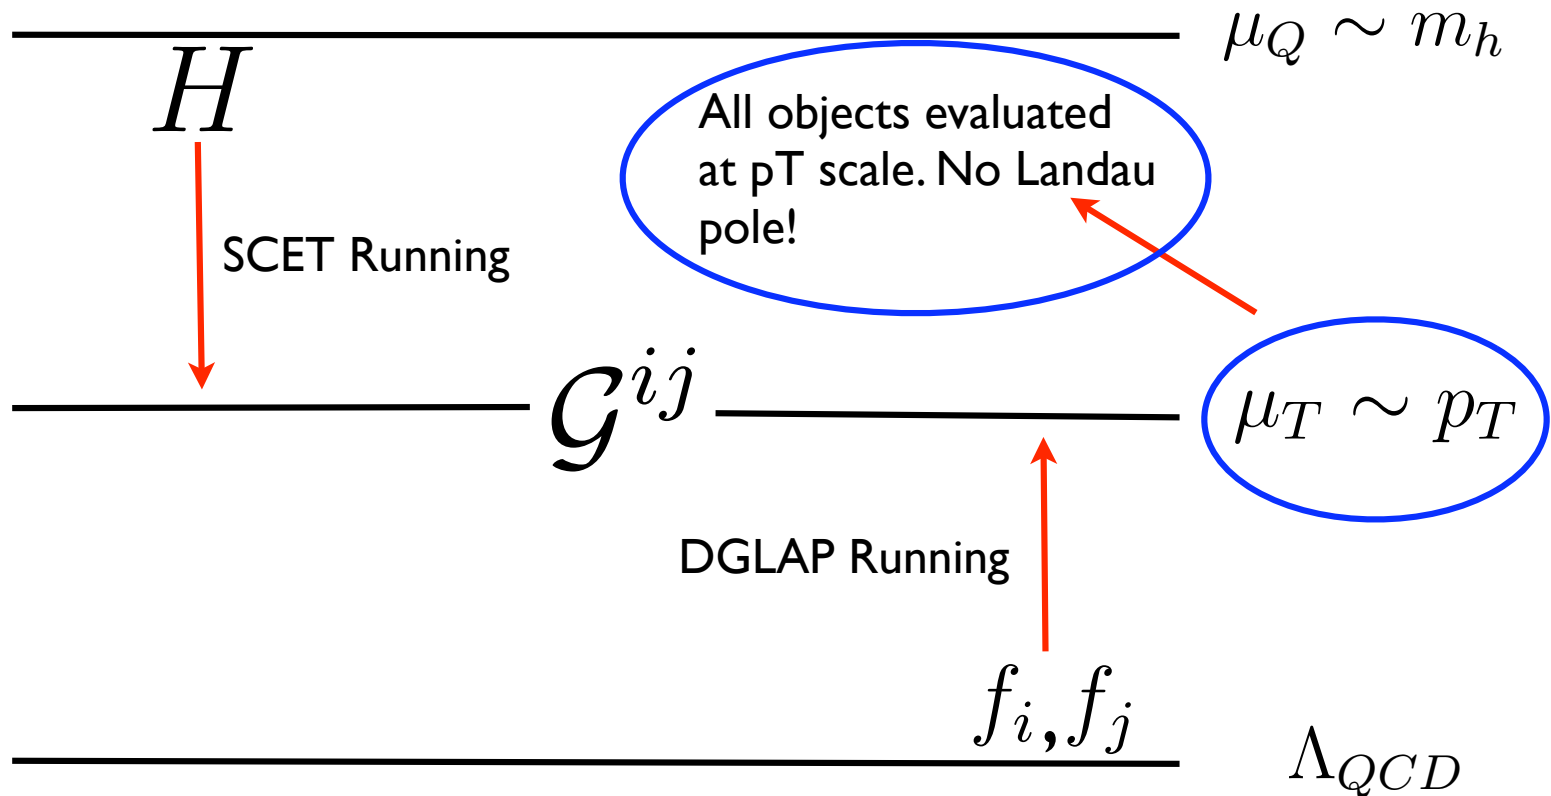 μ_Q ∼ m_h
H
All objects evaluated
at pT scale. No Landau
pole!
SCET Running
𝒢^{ij}
μ_T ∼ p_T
DGLAP Running
f_i, f_j
Λ_{QCD}